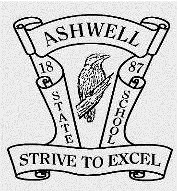 ASHWELL
18 87
STATE SCHOOL
STRIVE TO EXCEL